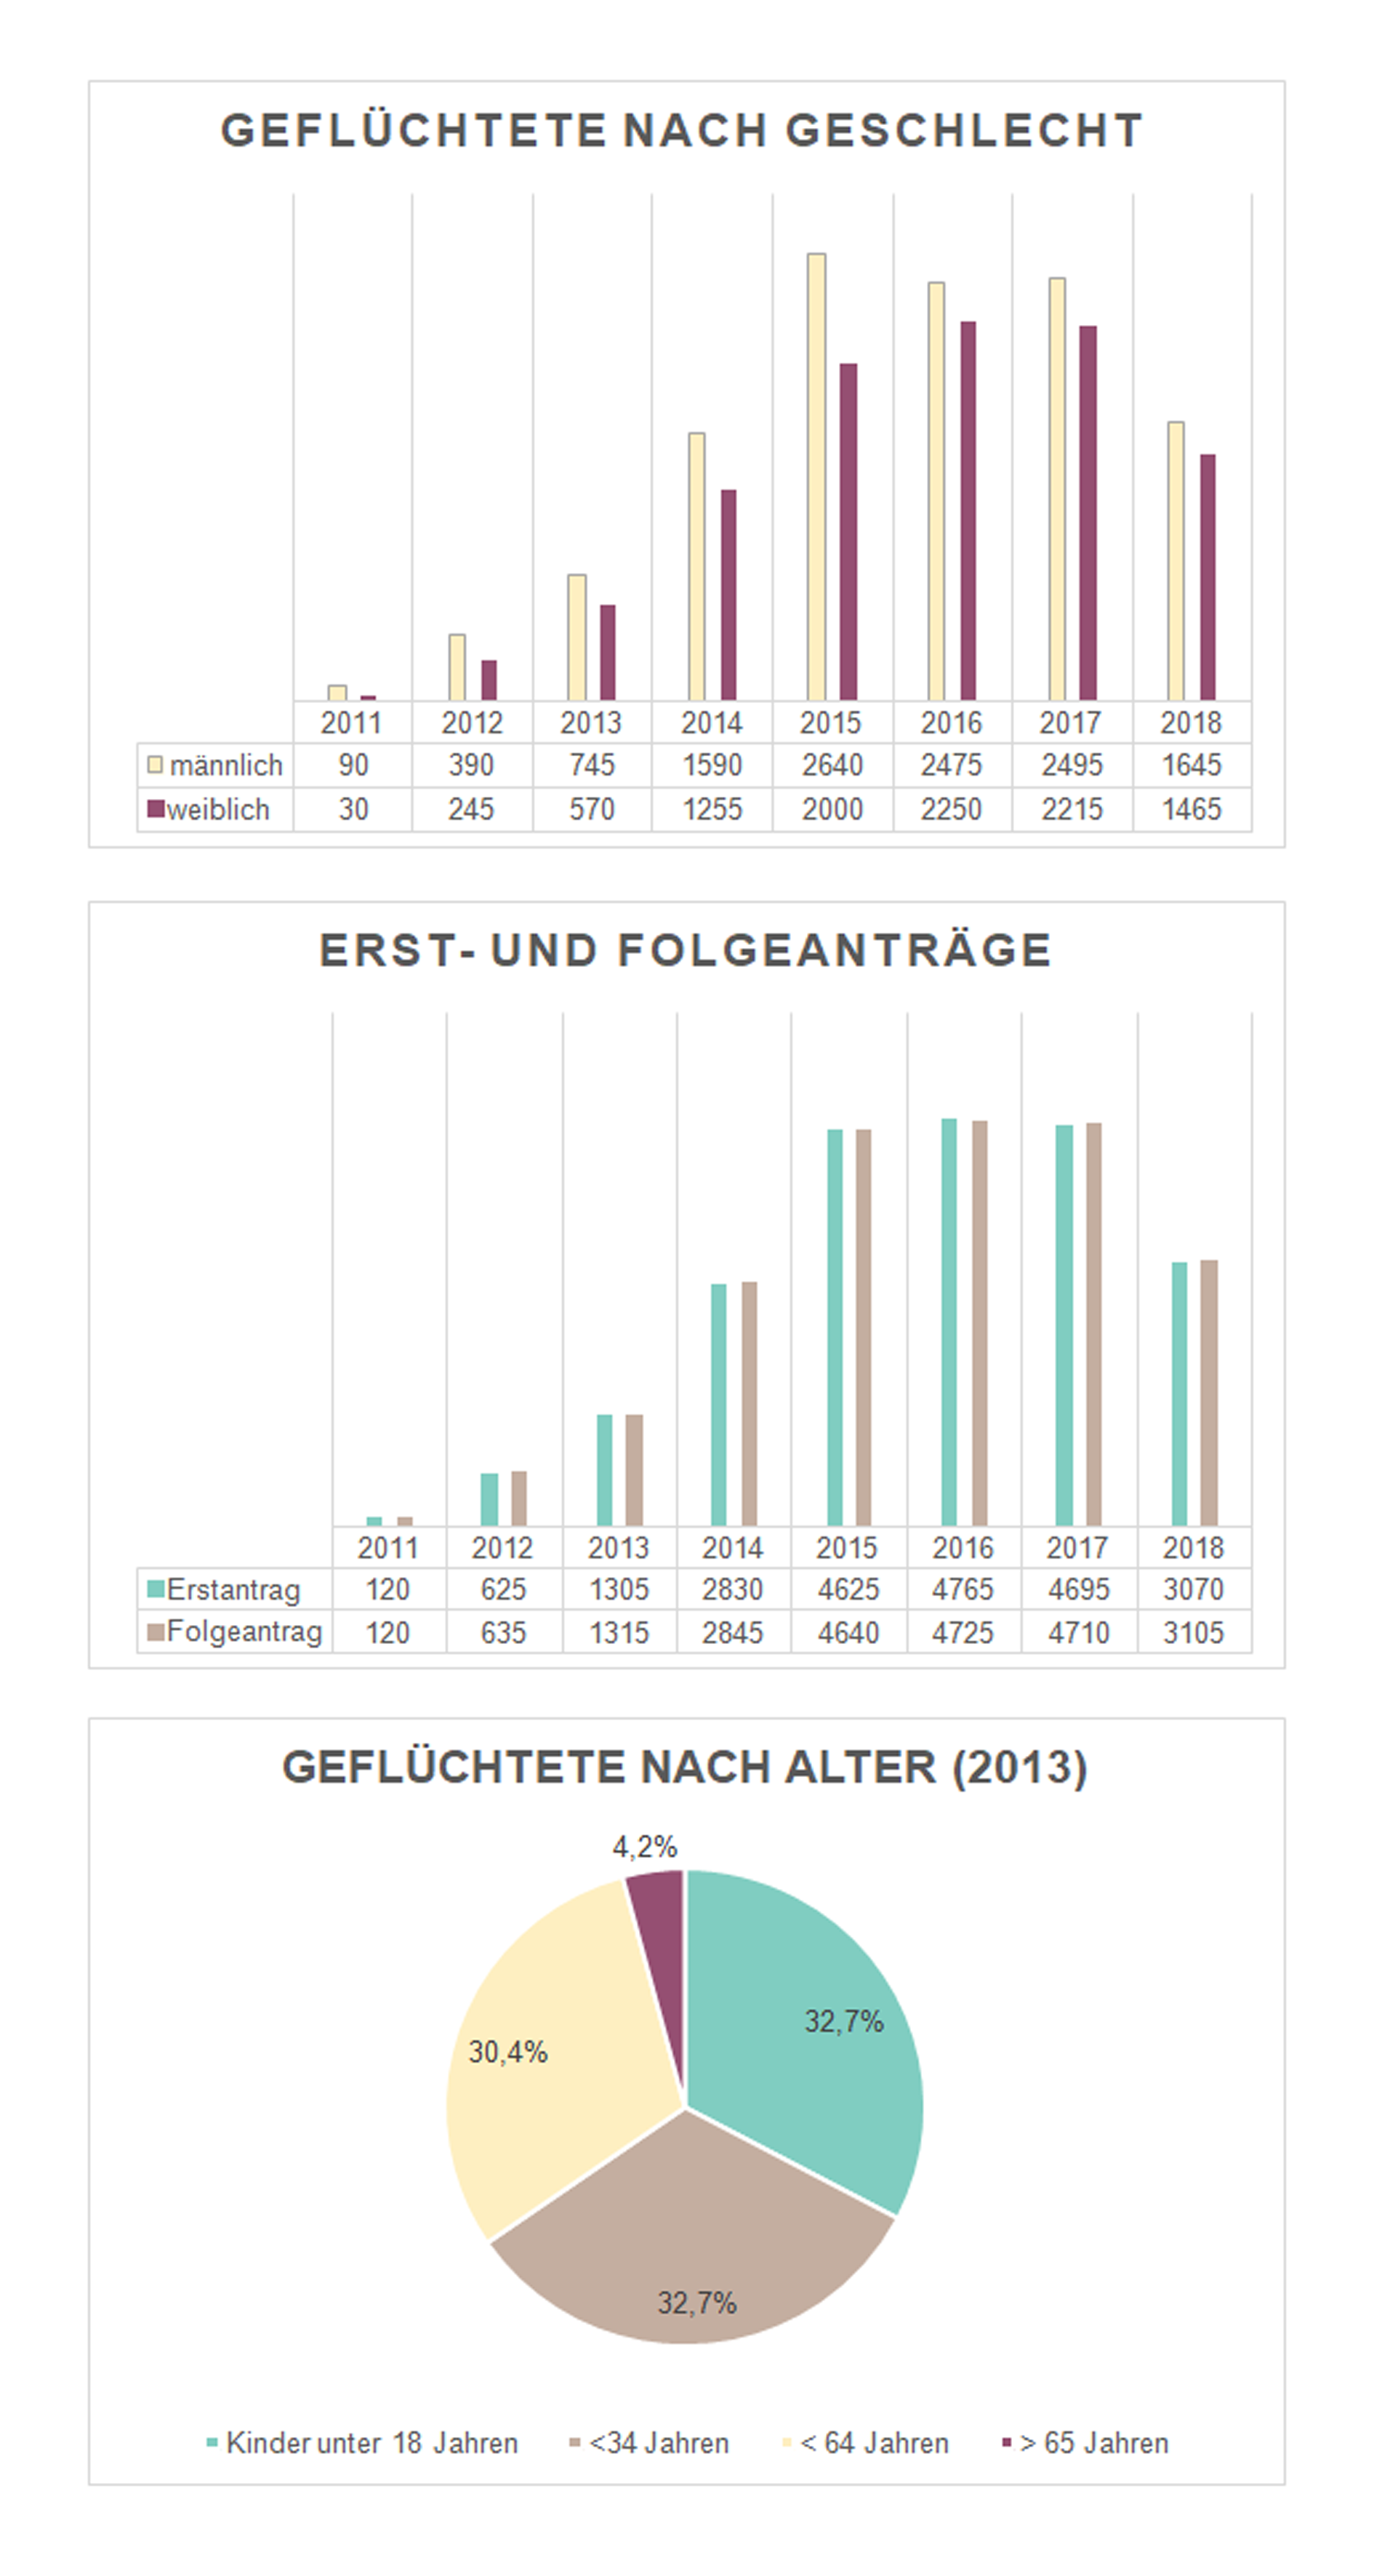 GEFLÜCHTETE NACH GESCHLECHT
2011 2012 2013 2014 2015 2016 2017 2018
männlich 90 390 745 1590 2640 2475 2495 1645
weiblich 30 245 570 1255 2000 2250 2215 1465
ERST- UND FOLGEANTRÄGE
2011 2012 2013 2014 2015 2016 2017 2018
Erstantrag 120 625 1305 2830 4625 4765 4695 3070
Folgeantrag 120 635 1315 2845 4640 4725 4710 3105
GEFLÜCHTETE NACH ALTER (2013)
4,2%
32,7%
30,4%
32,7%
Kinder unter 18 Jahren <34 Jahren < 64 Jahren > 65 Jahren